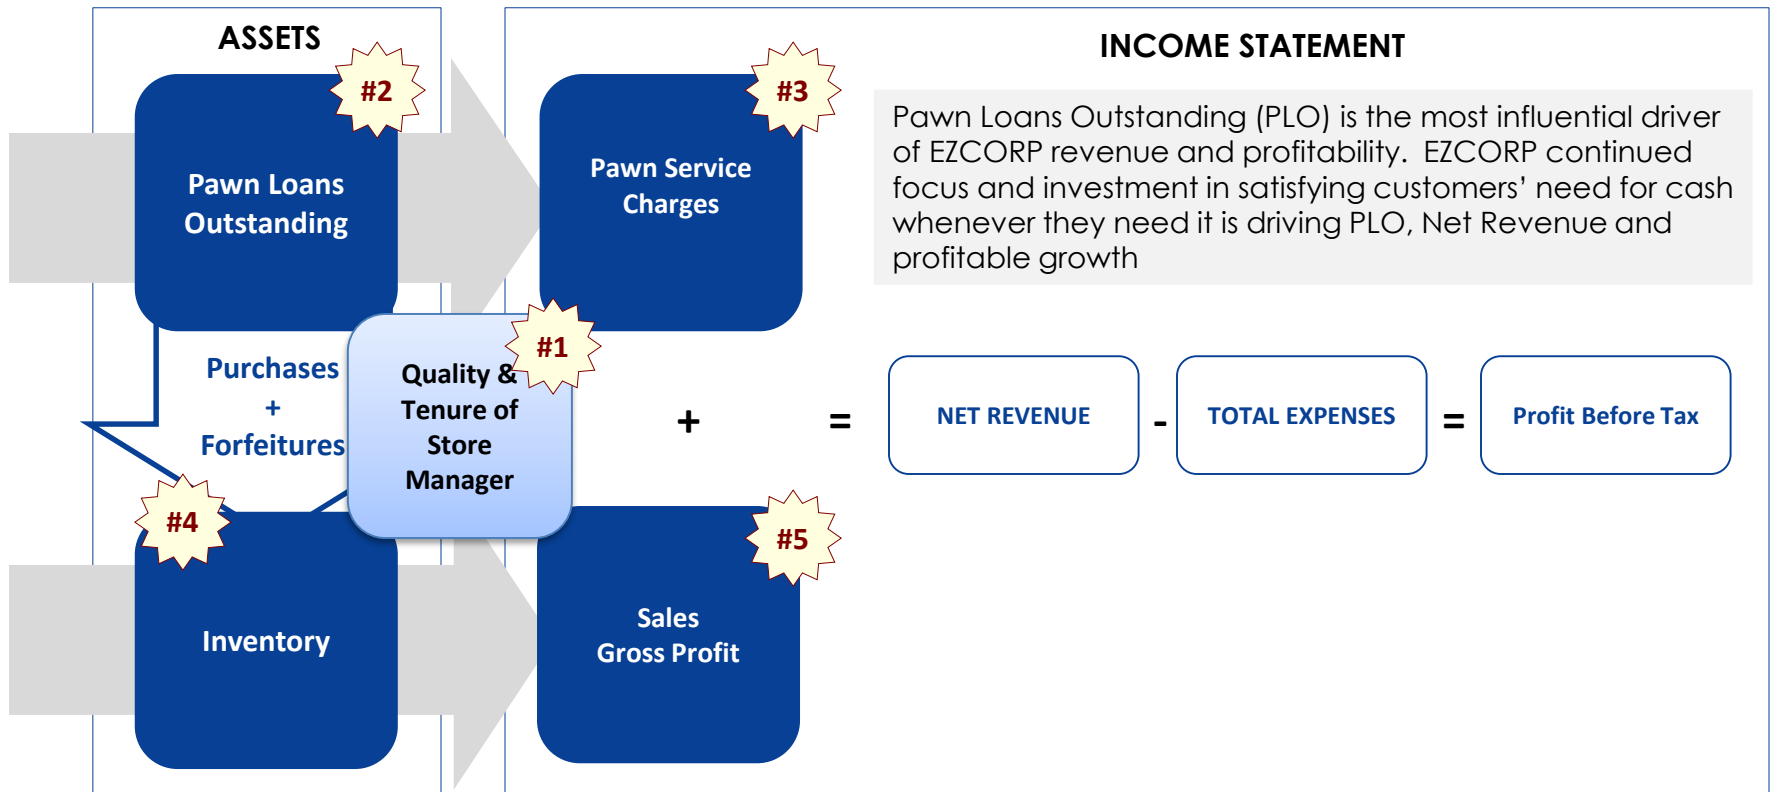 ASSETS
#2
Pawn Loans
Outstanding
Purchases
+
Forfeitures
#4
Inventory
#1
Quality &
Tenure of
Store
Manager
INCOME STATEMENT
#3
Pawn Service
Charges
Pawn Loans Outstanding (PLO) is the most influential driver
of EZCORP revenue and profitability.  EZCORP continued
focus and investment in satisfying customers’ need for cash
whenever they need it is driving PLO, Net Revenue and
profitable growth
+
=
NET REVENUE
-
TOTAL EXPENSES
=
Profit Before Tax
#5
Sales
Gross Profit